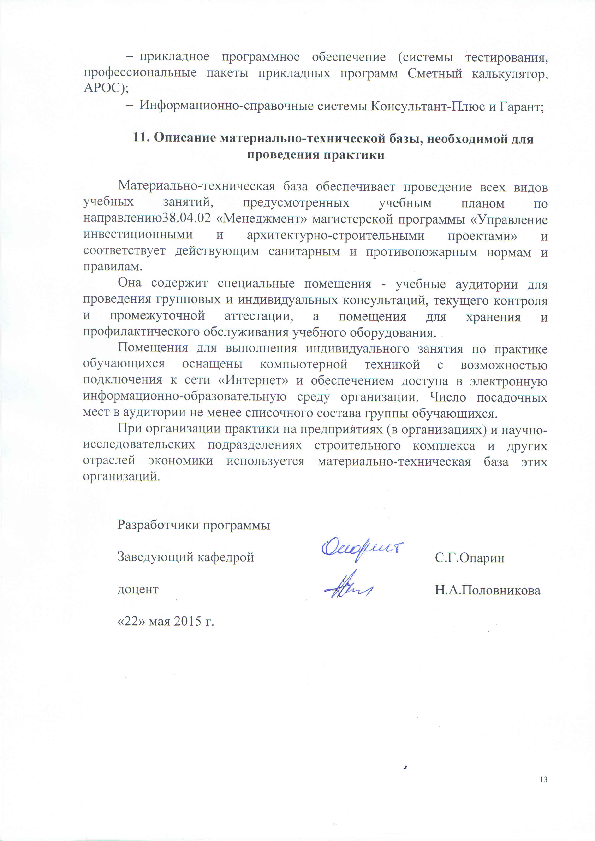 – прикладное программное обеспечение (системы тестирования,
профессиональные пакеты прикладных программ Сметный калькулятор,
АРОС);
– Информационно-справочные системы Консультант-Плюс и Гарант;
11. Описание материально-технической базы, необходимой для
проведения практики
Материально-техническая база обеспечивает проведение всех видов
учебных занятий, предусмотренных учебным планом по
направлению38.04.02 «Менеджмент» магистерской программы «Управление
инвестиционными и архитектурно-строительными проектами» и
соответствует действующим санитарным и противопожарным нормам и
правилам.
Она содержит специальные помещения - учебные аудитории для
проведения групповых и индивидуальных консультаций, текущего контроля
и промежуточной аттестации, а помещения для хранения и
профилактического обслуживания учебного оборудования.
Помещения для выполнения индивидуального занятия по практике
обучающихся оснащены компьютерной техникой с возможностью
подключения к сети «Интернет» и обеспечением доступа в электронную
информационно-образовательную среду организации. Число посадочных
мест в аудитории не менее списочного состава группы обучающихся.
При организации практики на предприятиях (в организациях) и научно-
исследовательских подразделениях строительного комплекса и других
отраслей экономики используется материально-техническая база этих
организаций.
Разработчики программы
Заведующий кафедрой С.Г.Опарин
доцент Н.А.Половникова
«22» мая 2015 г.
13